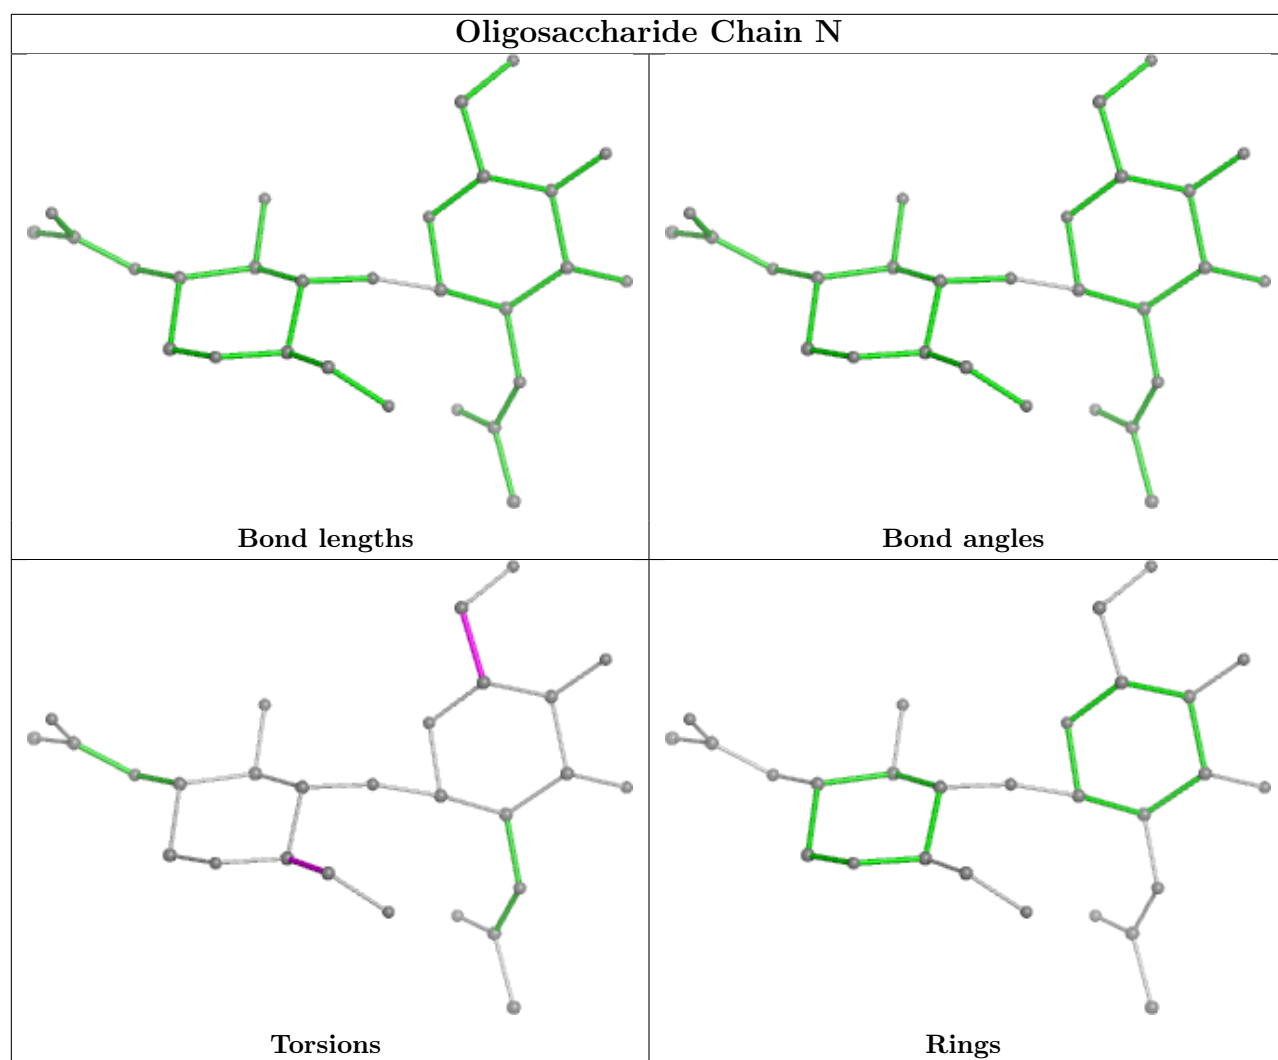 Oligosaccharide Chain N
Bond lengths
Bond angles
Torsions
Rings